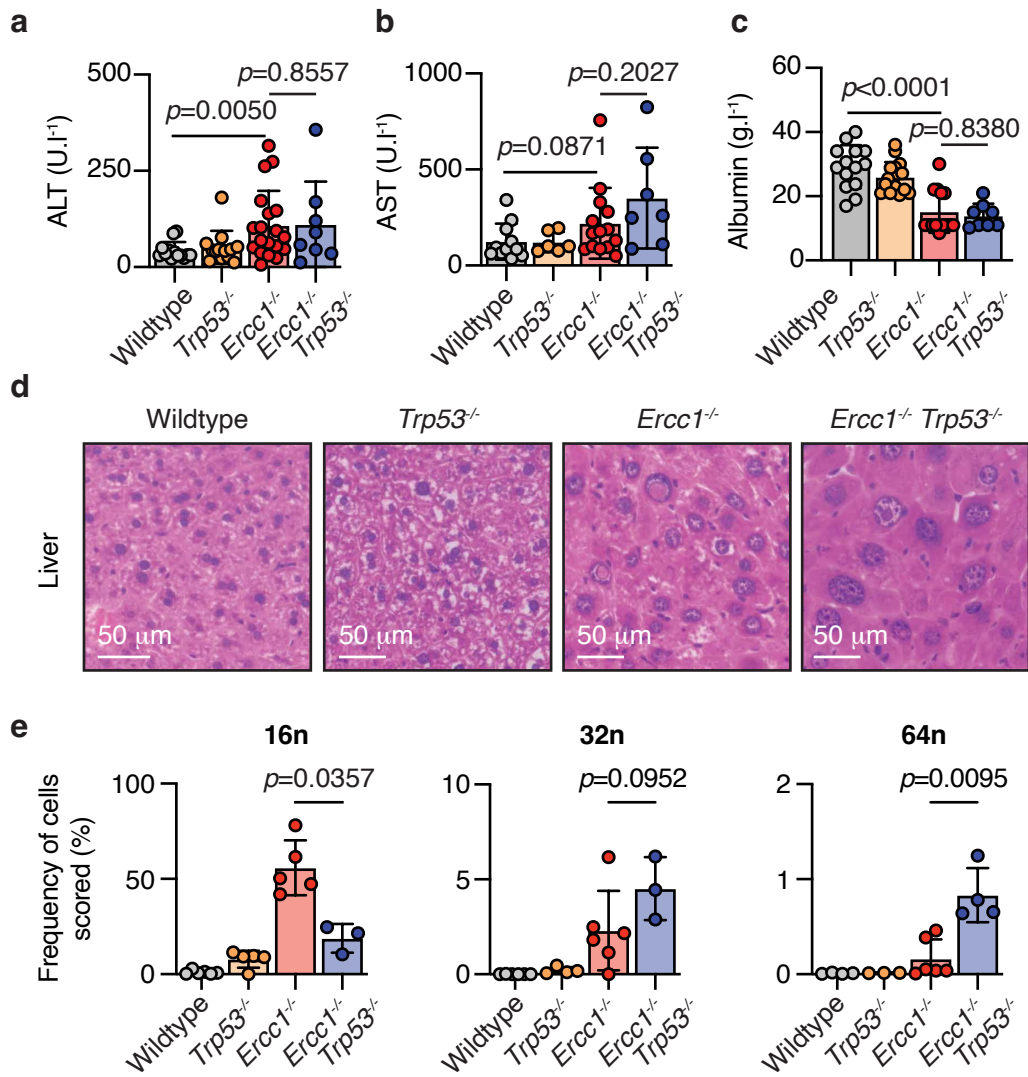 a
ALT (U.l⁻¹)
500
250
0
p=0.0050
p=0.8557
Wildtype
Trp53⁻/⁻
Ercc1⁻/⁻
Ercc1⁻/⁻
Trp53⁻/⁻
b
AST (U.l⁻¹)
1000
500
0
p=0.0871
p=0.2027
Wildtype
Trp53⁻/⁻
Ercc1⁻/⁻
Ercc1⁻/⁻
Trp53⁻/⁻
c
Albumin (g.l⁻¹)
60
40
20
0
p<0.0001
p=0.8380
Wildtype
Trp53⁻/⁻
Ercc1⁻/⁻
Ercc1⁻/⁻
Trp53⁻/⁻
d
Wildtype
Trp53⁻/⁻
Ercc1⁻/⁻
Ercc1⁻/⁻ Trp53⁻/⁻
Liver
50 μm
50 μm
50 μm
50 μm
e
Frequency of cells
scored (%)
16n
100
50
0
p=0.0357
Wildtype
Trp53⁻/⁻
Ercc1⁻/⁻
Ercc1⁻/⁻
Trp53⁻/⁻
32n
10
5
0
p=0.0952
Wildtype
Trp53⁻/⁻
Ercc1⁻/⁻
Ercc1⁻/⁻
Trp53⁻/⁻
64n
2
1
0
p=0.0095
Wildtype
Trp53⁻/⁻
Ercc1⁻/⁻
Ercc1⁻/⁻
Trp53⁻/⁻